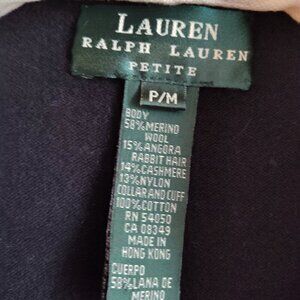 LAUREN
RALPH LAUREN
PETITE
P/M
BODY
58%MERINO
WOOL
15%ANGORA
RABBIT HAIR
14%CASHMERE
13%NYLON
COLLAR AND CUFF
100%COTTON
RN 54050
CA 08349
MADE IN
HONG KONG
CUERPO
58%LANA DE
MERINO